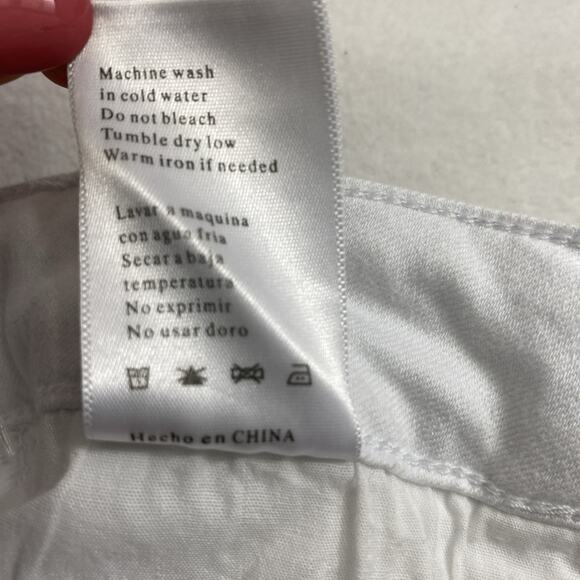 Machine wash
in cold water
Do not bleach
Tumble dry low
Warm iron if needed
Lavar a maquina
con agua fria
Secar a baja
temperatura
No exprimir
No usar doro
Hecho en CHINA